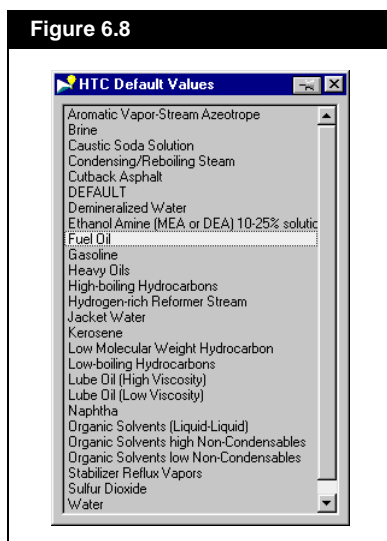 Figure 6.8
HTC Default Values
Aromatic Vapor-Stream Azeotrope
Brine
Caustic Soda Solution
Condensing/Reboiling Steam
Cutback Asphalt
DEFAULT
Demineralized Water
Ethanol Amine (MEA or DEA) 10-25% solutic
Fuel Oil
Gasoline
Heavy Oils
High-boiling Hydrocarbons
Hydrogen-rich Reformer Stream
Jacket Water
Kerosene
Low Molecular Weight Hydrocarbon
Low-boiling Hydrocarbons
Lube Oil (High Viscosity)
Lube Oil (Low Viscosity)
Naphtha
Organic Solvents (Liquid-Liquid)
Organic Solvents high Non-Condensables
Organic Solvents low Non-Condensables
Stabilizer Reflux Vapors
Sulfur Dioxide
Water